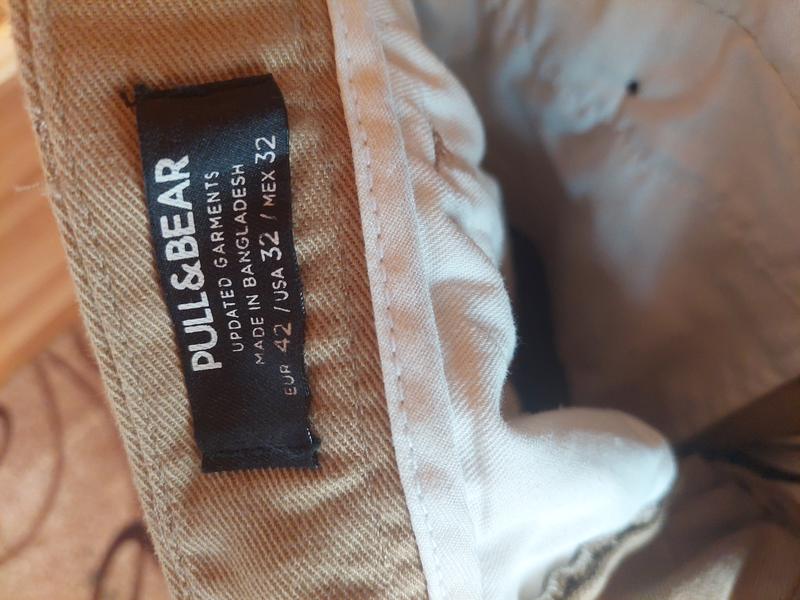 PULL&BEAR
UPDATED GARMENTS
MADE IN BANGLADESH
EUR 42 / USA 32 / MEX 32